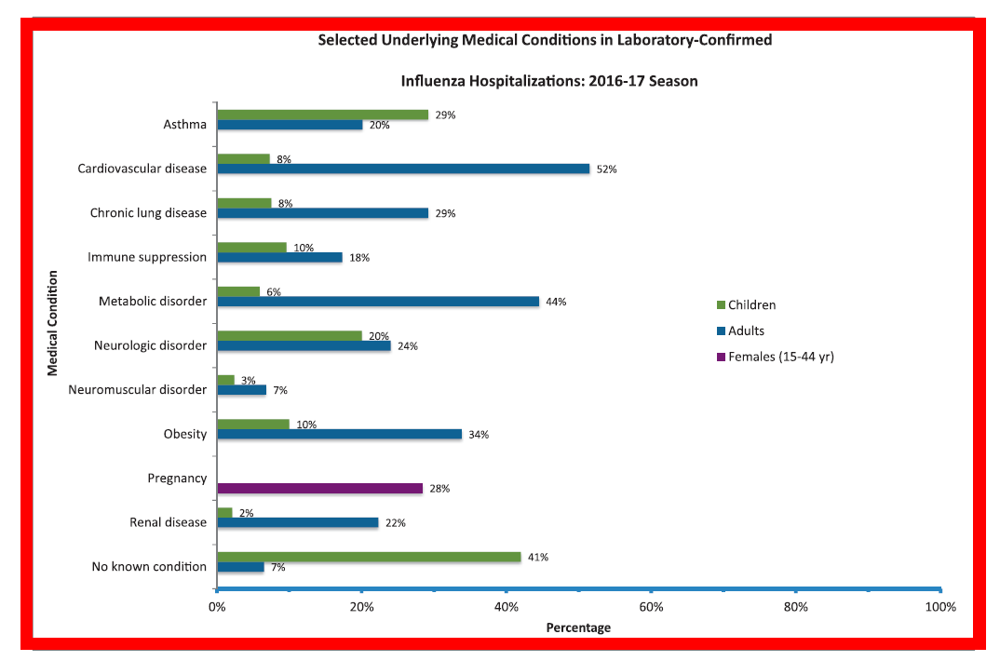 Selected Underlying Medical Conditions in Laboratory-Confirmed
Influenza Hospitalizations: 2016-17 Season
Medical Condition
Asthma
29%
20%
Cardiovascular disease
8%
52%
Chronic lung disease
8%
29%
Immune suppression
10%
18%
Metabolic disorder
6%
44%
Neurologic disorder
20%
24%
Neuromuscular disorder
3%
7%
Obesity
10%
34%
Pregnancy
28%
Renal disease
2%
22%
No known condition
41%
7%
Children
Adults
Females (15-44 yr)
0% 20% 40% 60% 80% 100%
Percentage